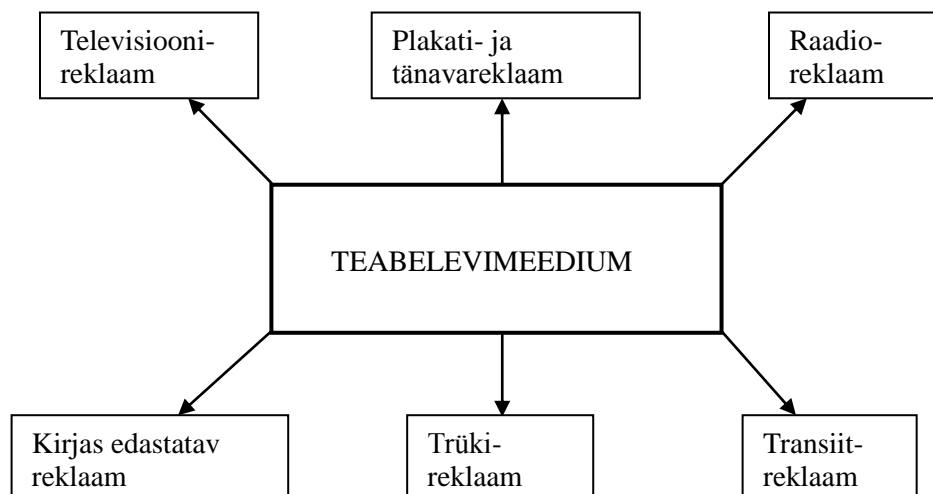 Televisiooni-
reklaam
Plakati- ja
tänavareklaam
Raadio-
reklaam
TEABELEVIMEEDIUM
Kirjas edastatav
reklaam
Trüki-
reklaam
Transiit-
reklaam